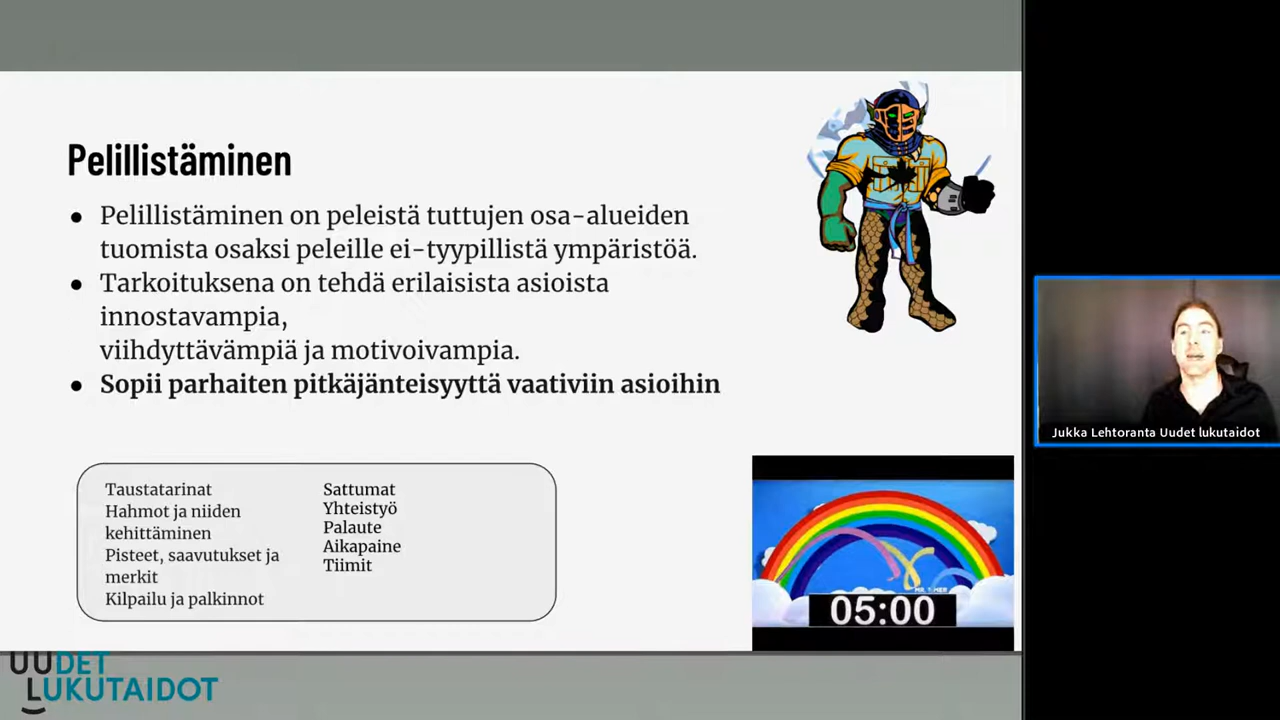 Pelillistäminen
● Pelillistäminen on peleistä tuttujen osa-alueiden
tuomista osaksi peleille ei-tyypillistä ympäristöä.
● Tarkoituksena on tehdä erilaisista asioista
innostavampia,
viihdyttävämpiä ja motivoivampia.
● Sopii parhaiten pitkäjänteisyyttä vaativiin asioihin
Taustatarinat
Hahmot ja niiden
kehittäminen
Pisteet, saavutukset ja
merkit
Kilpailu ja palkinnot
Sattumat
Yhteistyö
Palaute
Aikapaine
Tiimit
05:00
Jukka Lehtoranta Uudet lukutaidot
UUDET
LUKUTAIDOT